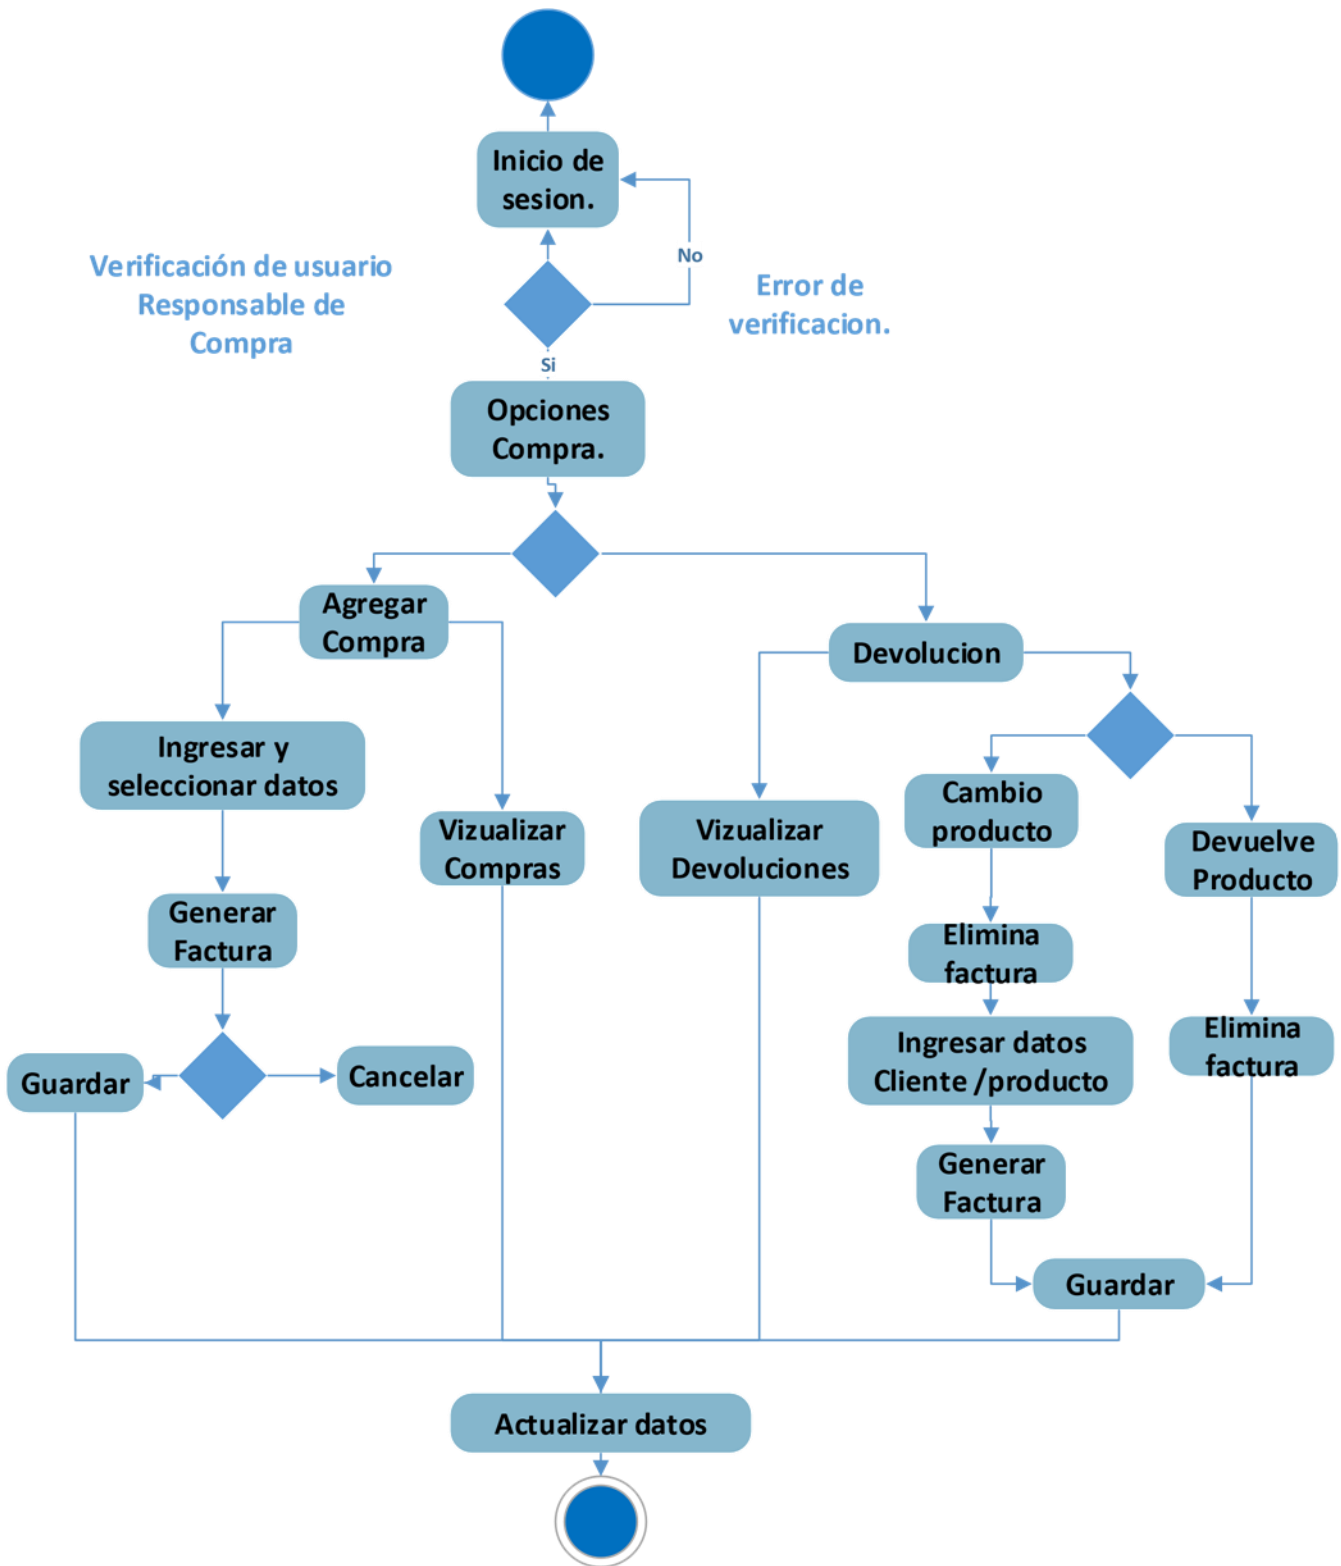 Inicio de
sesion.
No
Verificación de usuario
Responsable de
Compra
Error de
verificacion.
Si
Opciones
Compra.
Agregar
Compra
Devolucion
Ingresar y
seleccionar datos
Vizualizar
Compras
Vizualizar
Devoluciones
Cambio
producto
Devuelve
Producto
Generar
Factura
Elimina
factura
Ingresar datos
Cliente /producto
Elimina
factura
Guardar
Cancelar
Generar
Factura
Guardar
Actualizar datos